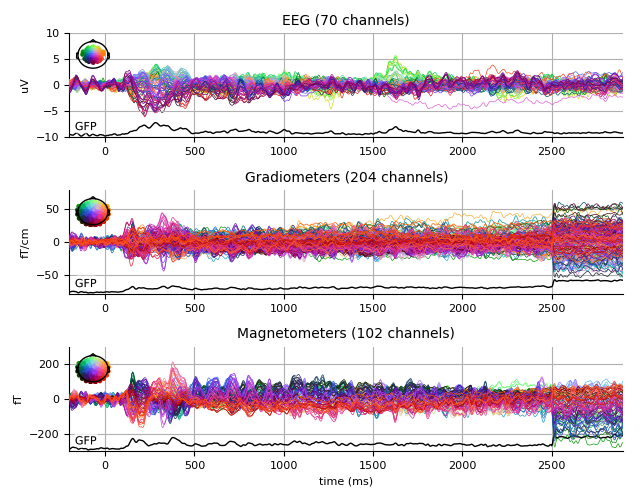 EEG (70 channels)
10
5
0
−5
−10
uV
GFP
0 500 1000 1500 2000 2500
Gradiometers (204 channels)
50
0
−50
fT/cm
GFP
0 500 1000 1500 2000 2500
Magnetometers (102 channels)
200
0
−200
fT
GFP
0 500 1000 1500 2000 2500
time (ms)